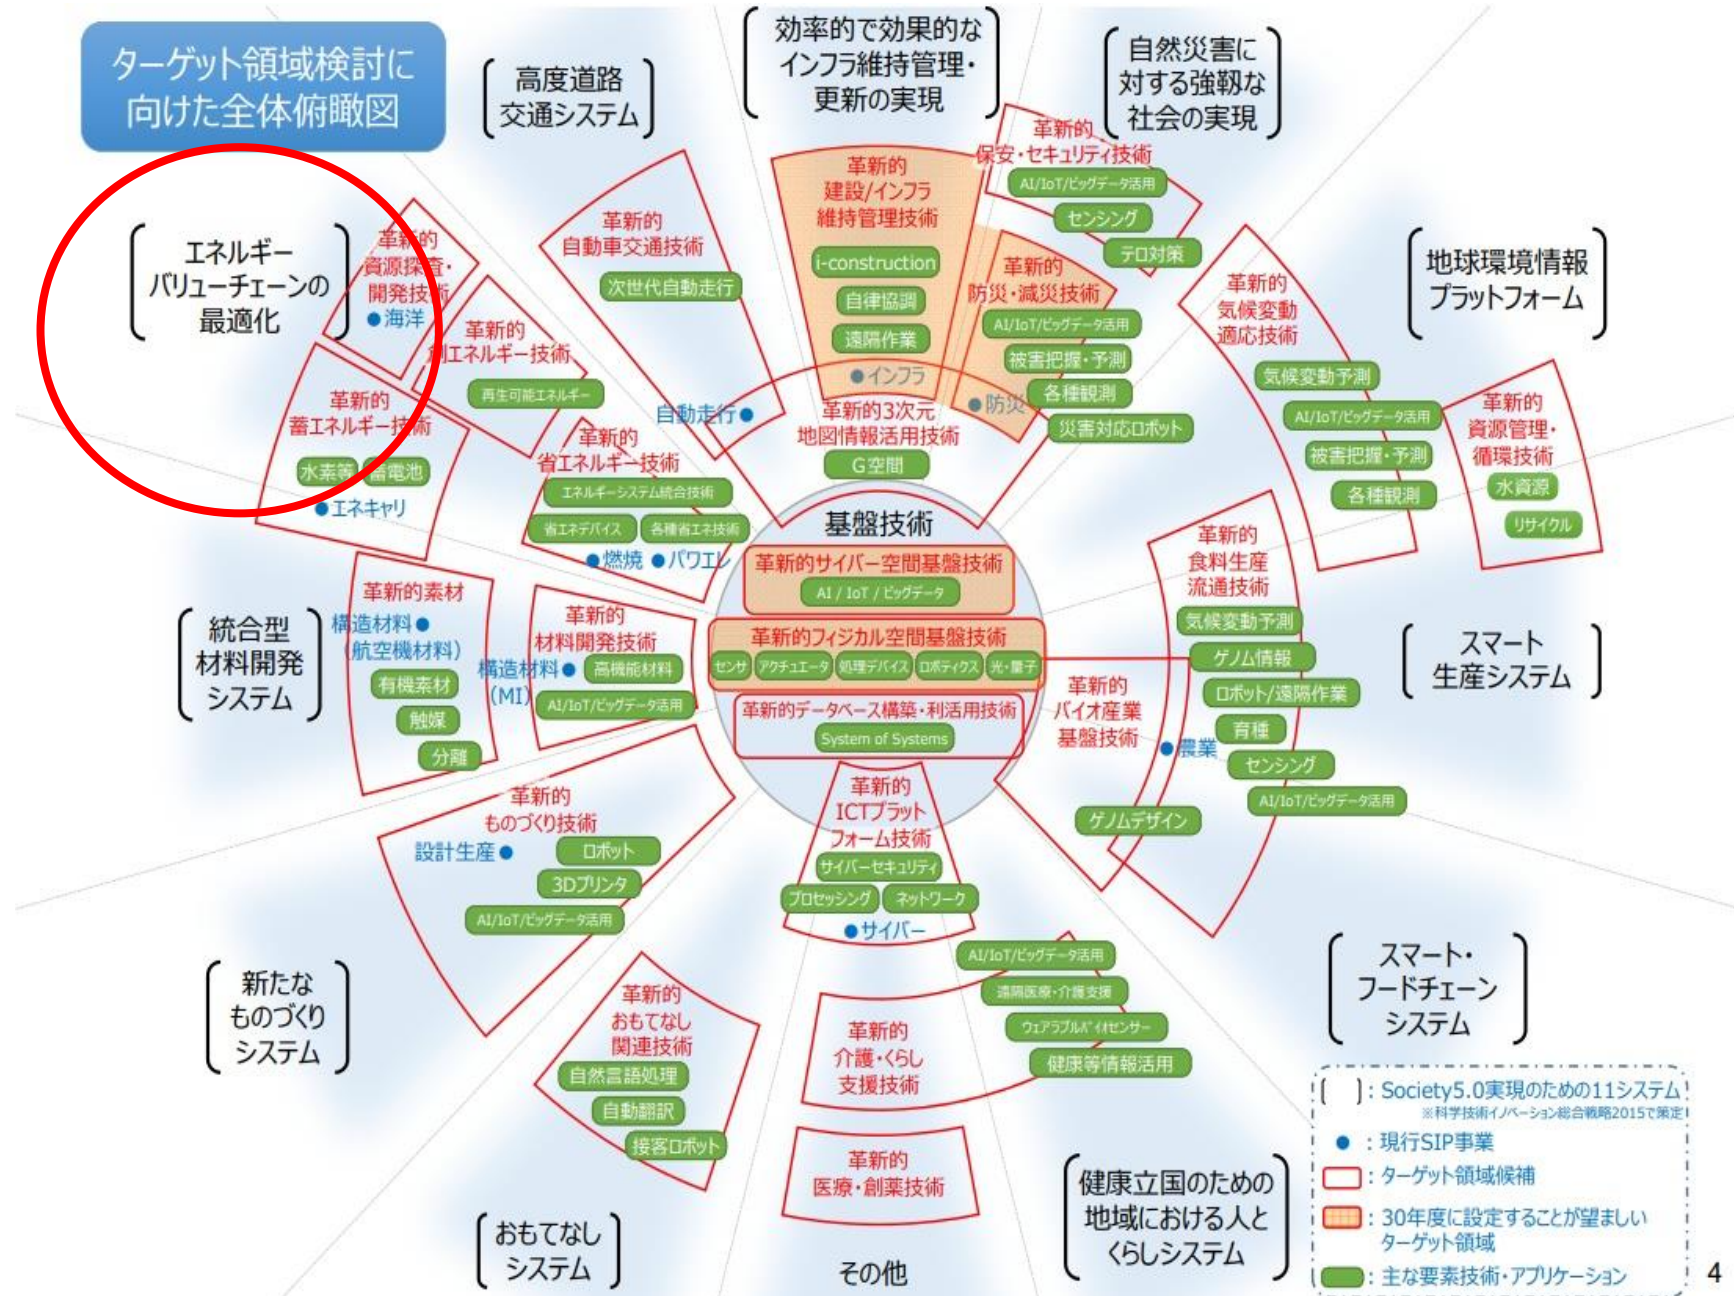 ターゲット領域検討に
向けた全体俯瞰図
高度道路
交通システム
効率的で効果的な
インフラ維持管理・
更新の実現
自然災害に
対する強靱な
社会の実現
エネルギー
バリューチェーンの
最適化
革新的
資源探査・
開発技術
●海洋
革新的
創エネルギー技術
再生可能エネルギー
革新的
蓄エネルギー技術
水素等
蓄電池
●エネキャリ
革新的
省エネルギー技術
エネルギーシステム統合技術
省エネデバイス
各種省エネ技術
●燃焼 ●パワエレ
革新的
自動車交通技術
次世代自動走行
自動走行●
革新的
建設/インフラ
維持管理技術
i-construction
自律協調
遠隔作業
●インフラ
革新的3次元
地図情報活用技術
G空間
革新的
保安・セキュリティ技術
AI/IoT/ビッグデータ活用
センシング
テロ対策
革新的
防災・減災技術
AI/IoT/ビッグデータ活用
被害把握・予測
各種観測
●防災
災害対応ロボット
地球環境情報
プラットフォーム
革新的
気候変動
適応技術
気候変動予測
AI/IoT/ビッグデータ活用
被害把握・予測
各種観測
革新的
資源管理・
循環技術
水資源
リサイクル
基盤技術
革新的サイバー空間基盤技術
AI / IoT / ビッグデータ
革新的フィジカル空間基盤技術
センサ
アクチュエータ
処理デバイス
ロボティクス
光・量子
革新的データベース構築・利活用技術
System of Systems
統合型
材料開発
システム
革新的素材
構造材料●
(航空機材料)
有機素材
触媒
分離
革新的
材料開発技術
構造材料●
(MI)
高機能材料
AI/IoT/ビッグデータ活用
スマート
生産システム
革新的
食料生産
流通技術
気候変動予測
ゲノム情報
ロボット/遠隔作業
育種
センシング
AI/IoT/ビッグデータ活用
●農業
革新的
バイオ産業
基盤技術
ゲノムデザイン
革新的
ものづくり技術
設計生産●
ロボット
3Dプリンタ
AI/IoT/ビッグデータ活用
新たな
ものづくり
システム
革新的
ICTプラット
フォーム技術
サイバーセキュリティ
プロセッシング
ネットワーク
●サイバー
スマート・
フードチェーン
システム
革新的
おもてなし
関連技術
自然言語処理
自動翻訳
接客ロボット
おもてなし
システム
革新的
介護・くらし
支援技術
AI/IoT/ビッグデータ活用
遠隔医療・介護支援
ウェアラブルバイオセンサー
健康等情報活用
革新的
医療・創薬技術
その他
健康立国のための
地域における人と
くらしシステム
[ ]：Society5.0実現のための11システム
※科学技術イノベーション総合戦略2015で策定
●：現行SIP事業
：ターゲット領域候補
：30年度に設定することが望ましい
ターゲット領域
：主な要素技術・アプリケーション
4